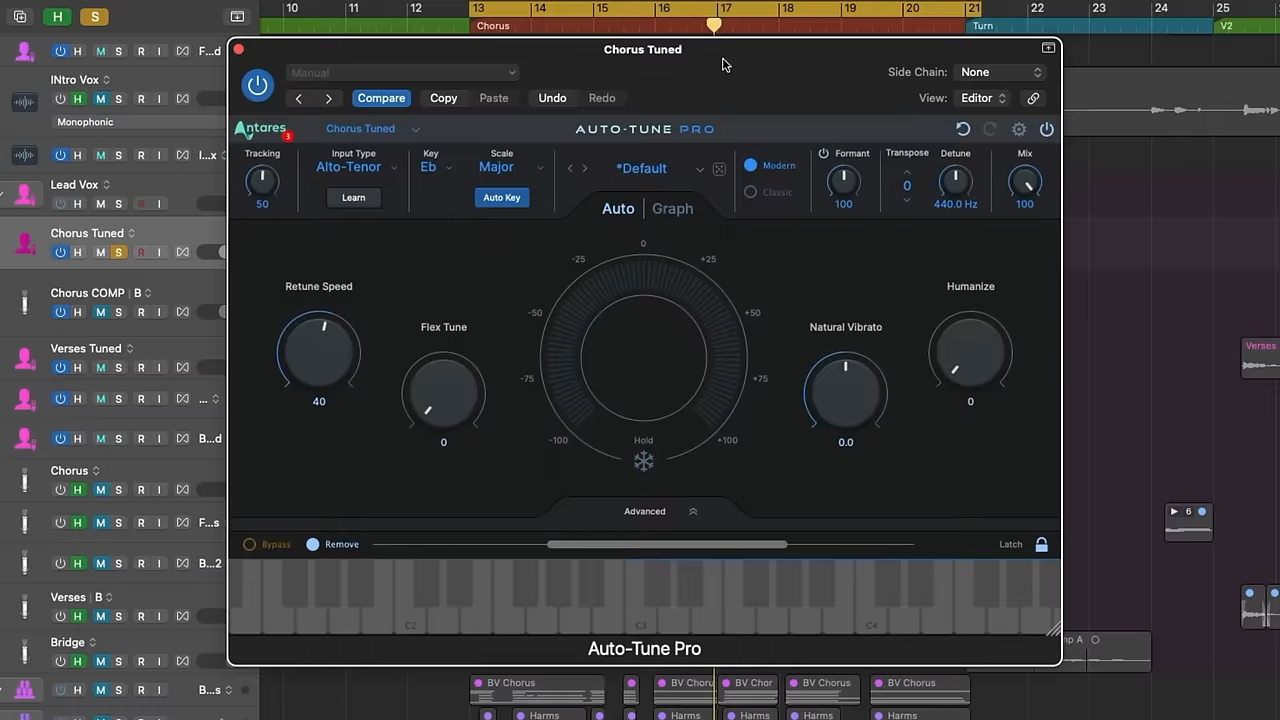 H S
10 11 12 13 14 15 16 17 18 19 20 21 22 23 24 25
Chorus Turn V2
H M S R I F...d
INtro Vox
H M S R I
Monophonic
H M S R I I...x
Lead Vox
H M S R I
Chorus Tuned
H M S R I
Chorus COMP | B
H M S R I
Verses Tuned
H M S R I
H M S R I ...
H M S R I B...d
Chorus
H M S R I
H M S R I F...s
H M S R I B...2
Verses | B
H M S R I
Bridge
H M S R I
H M S R I B...s
Chorus Tuned
Manual Side Chain: None
Compare Copy Paste Undo Redo View: Editor
Antares 3 Chorus Tuned AUTO-TUNE PRO
Tracking Input Type Key Scale Formant Transpose Detune Mix
Alto-Tenor Eb Major *Default Modern
50 Learn Auto Key Classic 100 0 440.0 Hz 100
Auto | Graph
0
-25 +25
-50 +50
-75 +75
-100 +100
Retune Speed
40
Flex Tune
0
Natural Vibrato
0.0
Humanize
0
Hold
Advanced
Bypass Remove Latch
C2 C3 C4
Auto-Tune Pro
Verses
6
mp A
BV Chorus BV Choru BV Chor BV Chorus BV Chorus
Harms Harms Harms Harms Harms